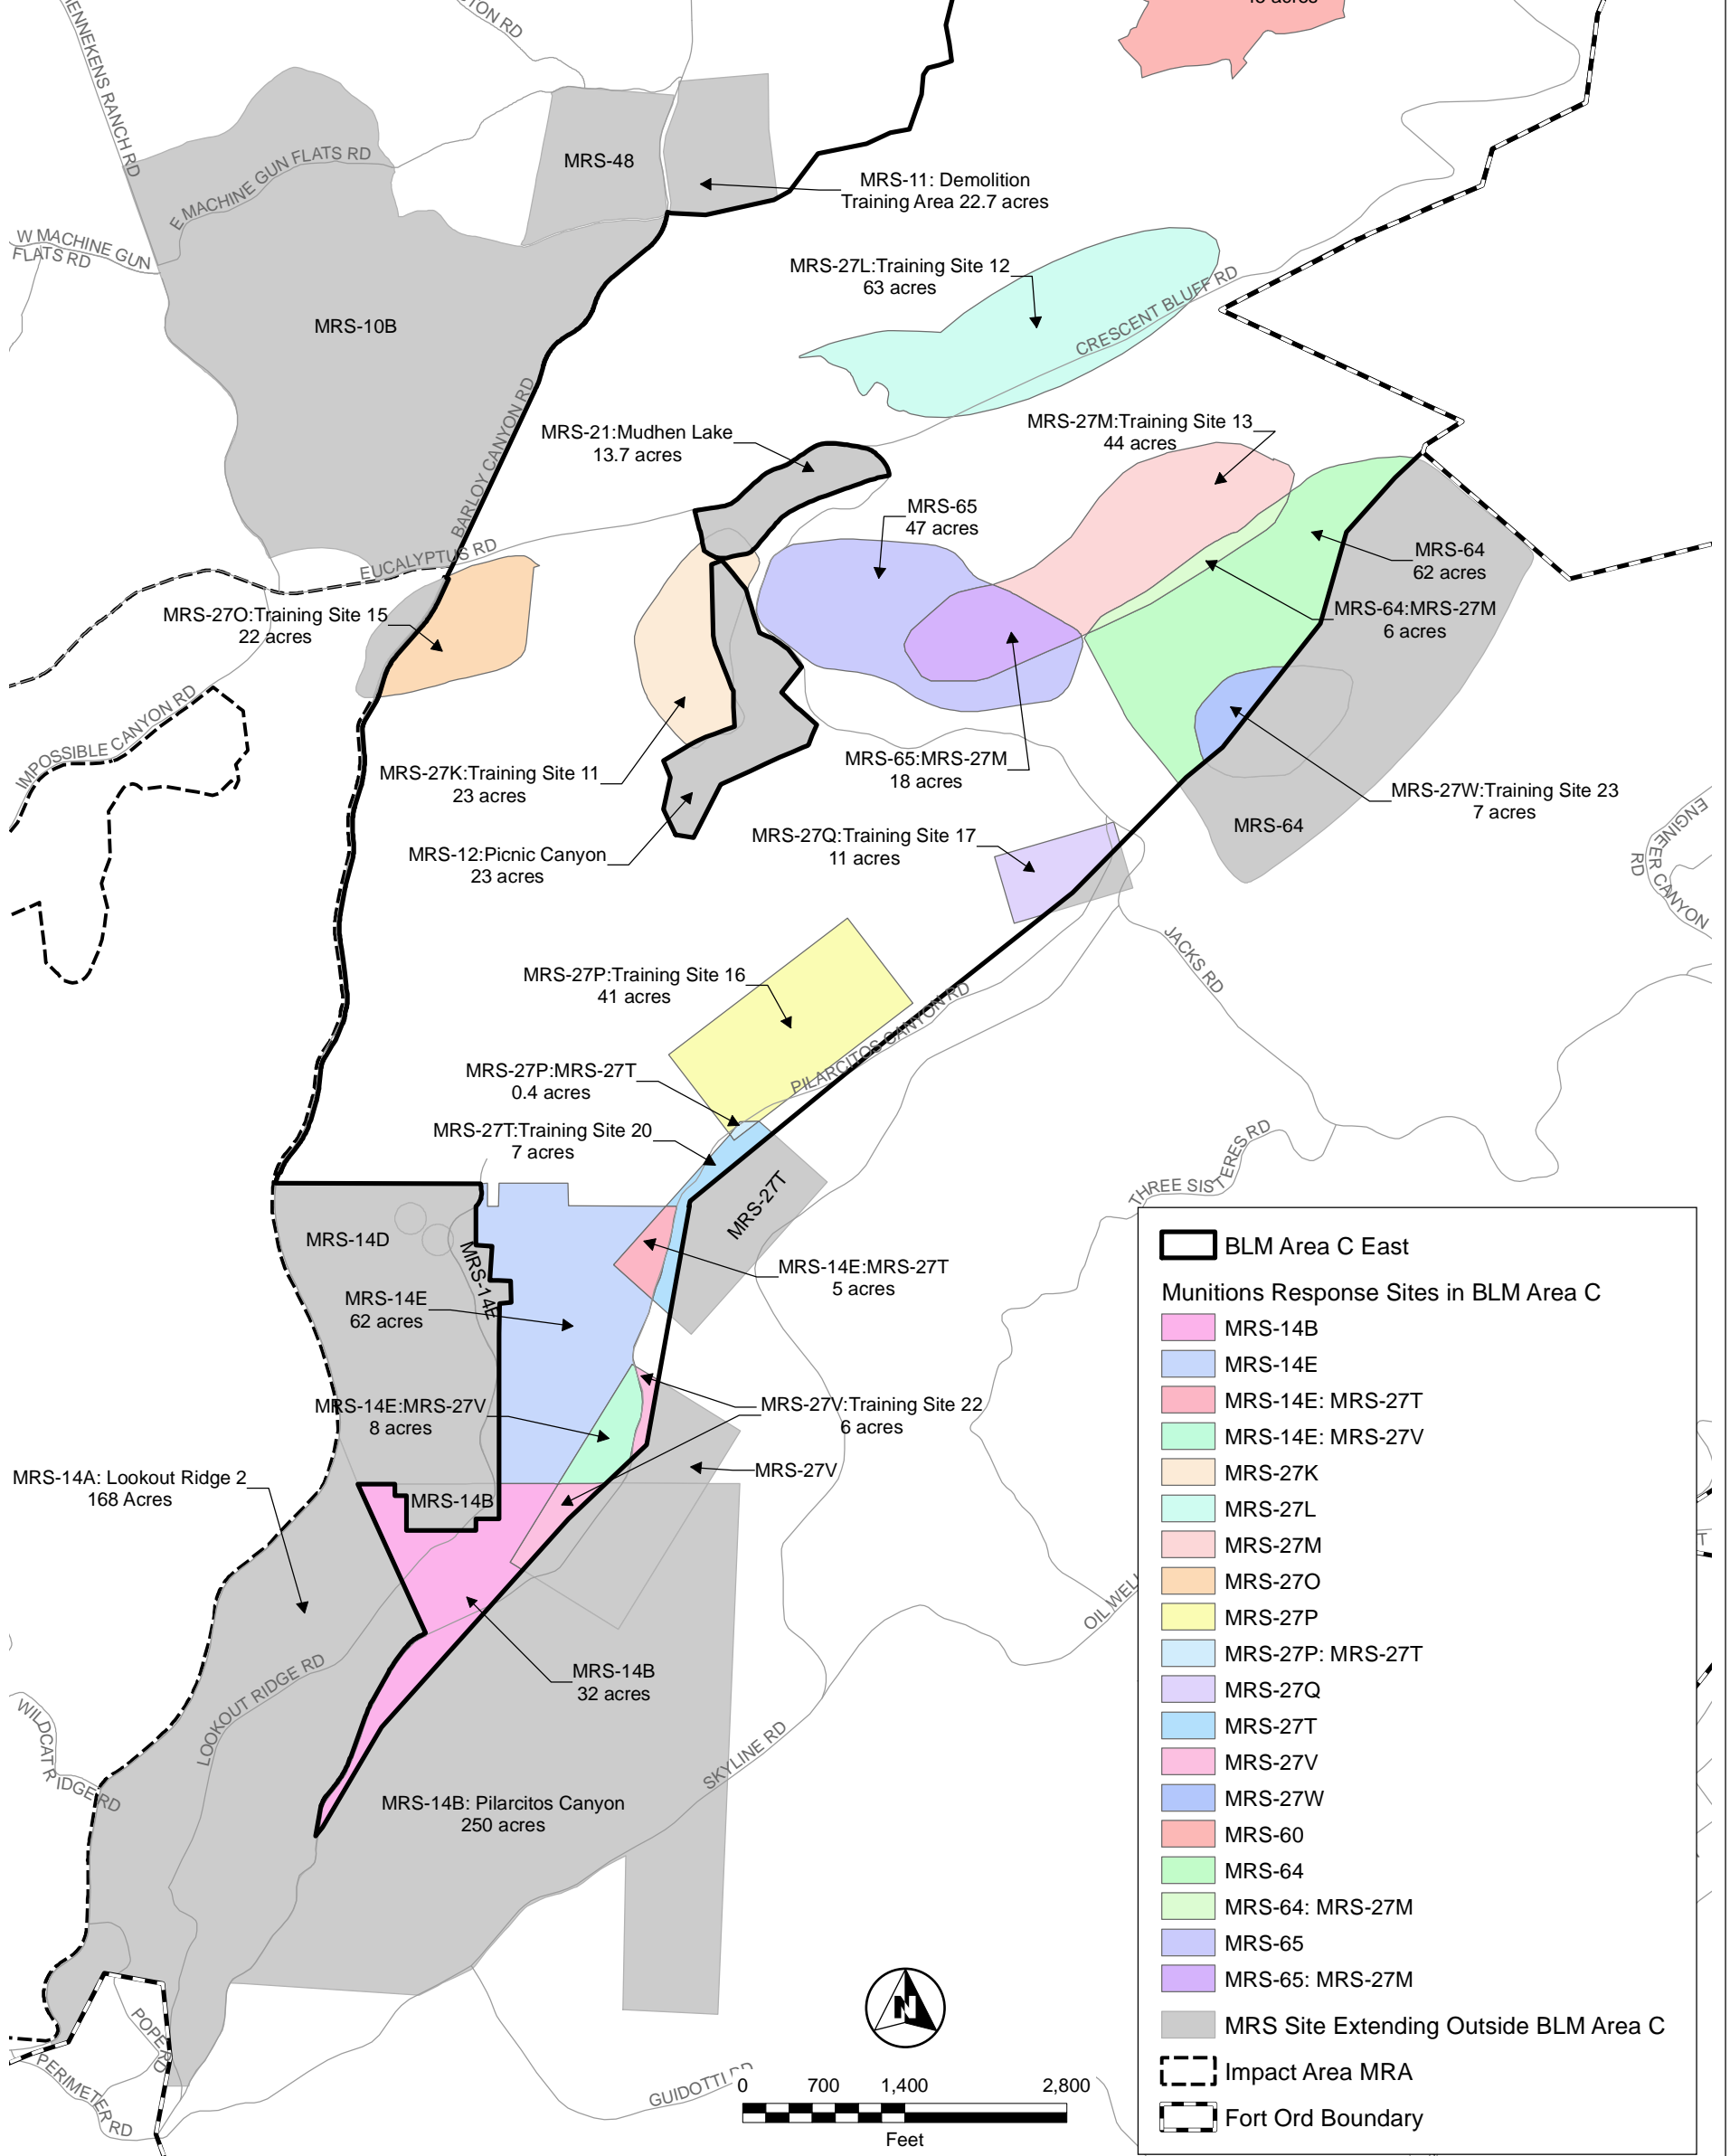 STON RD
HENNEKENS RANCH RD
E MACHINE GUN FLATS RD
MRS-48
MRS-11: Demolition
Training Area 22.7 acres
W MACHINE GUN
FLATS RD
MRS-27L:Training Site 12
63 acres
CRESCENT BLUFF RD
MRS-10B
BARLOY CANYON RD
MRS-21:Mudhen Lake
13.7 acres
MRS-27M:Training Site 13
44 acres
MRS-65
47 acres
EUCALYPTUS RD
MRS-64
62 acres
MRS-27O:Training Site 15
22 acres
MRS-64:MRS-27M
6 acres
IMPOSSIBLE CANYON RD
MRS-27K:Training Site 11
23 acres
MRS-65:MRS-27M
18 acres
MRS-27W:Training Site 23
7 acres
MRS-64
MRS-27Q:Training Site 17
11 acres
MRS-12:Picnic Canyon
23 acres
ENGINEER CANYON
RD
JACKS RD
MRS-27P:Training Site 16
41 acres
PILARCITOS CANYON RD
MRS-27P:MRS-27T
0.4 acres
MRS-27T:Training Site 20
7 acres
THREE SISTERES RD
MRS-27T
MRS-14D
MRS-14E
MRS-14E:MRS-27T
5 acres
MRS-14E
62 acres
MRS-14E:MRS-27V
8 acres
MRS-27V:Training Site 22
6 acres
MRS-27V
MRS-14A: Lookout Ridge 2
168 Acres
MRS-14B
OIL WELL
MRS-14B
32 acres
LOOKOUT RIDGE RD
WILDCAT RIDGE RD
SKYLINE RD
MRS-14B: Pilarcitos Canyon
250 acres
POPE RD
PERIMETER RD
GUIDOTTI RD
N
0 700 1,400 2,800
Feet
BLM Area C East
Munitions Response Sites in BLM Area C
MRS-14B
MRS-14E
MRS-14E: MRS-27T
MRS-14E: MRS-27V
MRS-27K
MRS-27L
MRS-27M
MRS-27O
MRS-27P
MRS-27P: MRS-27T
MRS-27Q
MRS-27T
MRS-27V
MRS-27W
MRS-60
MRS-64
MRS-64: MRS-27M
MRS-65
MRS-65: MRS-27M
MRS Site Extending Outside BLM Area C
Impact Area MRA
Fort Ord Boundary